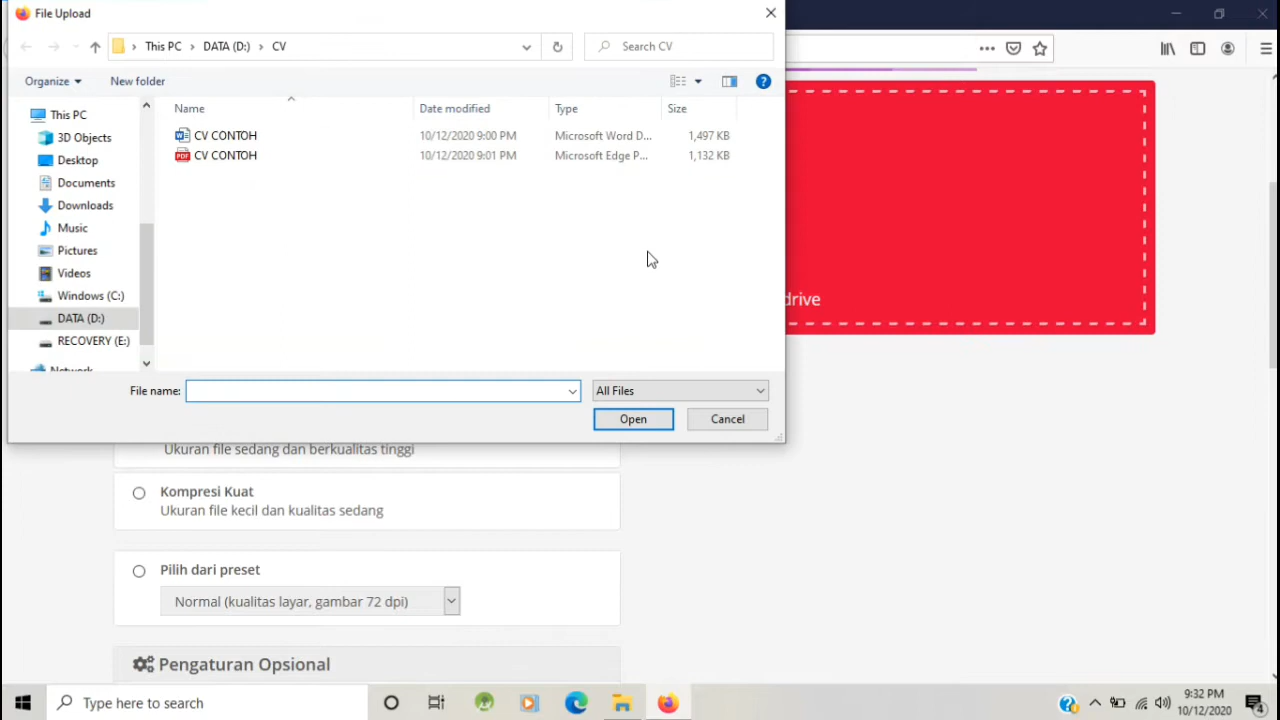 File Upload
This PC > DATA (D:) > CV
Search CV
Organize
New folder
Name
Date modified
Type
Size
CV CONTOH
10/12/2020 9:00 PM
Microsoft Word D...
1,497 KB
CV CONTOH
10/12/2020 9:01 PM
Microsoft Edge P...
1,132 KB
This PC
3D Objects
Desktop
Documents
Downloads
Music
Pictures
Videos
Windows (C:)
DATA (D:)
RECOVERY (E:)
Network
File name:
All Files
Open
Cancel
drive
Ukuran file sedang dan berkualitas tinggi
Kompresi Kuat
Ukuran file kecil dan kualitas sedang
Pilih dari preset
Normal (kualitas layar, gambar 72 dpi)
Pengaturan Opsional
Type here to search
9:32 PM
10/12/2020
4